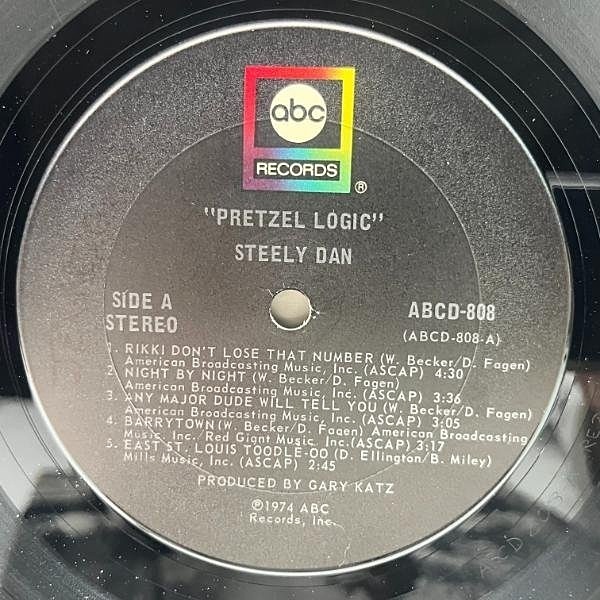 abc
RECORDS ®
"PRETZEL LOGIC"
STEELY DAN
SIDE A
STEREO
ABCD-808
(ABCD-808-A)
1. RIKKI DON'T LOSE THAT NUMBER (W. Becker/D. Fagen)
American Broadcasting Music, Inc. (ASCAP) 4:30
2. NIGHT BY NIGHT (W. Becker/D. Fagen)
American Broadcasting Music, Inc. (ASCAP) 3:36
3. ANY MAJOR DUDE WILL TELL YOU (W. Becker/D. Fagen)
American Broadcasting Music, Inc. (ASCAP) 3:05
4. BARRYTOWN (W. Becker/D. Fagen) American Broadcasting
Music, Inc./Red Giant Music Inc.(ASCAP) 3:17
5. EAST ST. LOUIS TOODLE-OO (D. Ellington/B. Miley)
Mills Music, Inc. (ASCAP) 2:45
PRODUCED BY GARY KATZ
℗1974 ABC
Records, Inc.